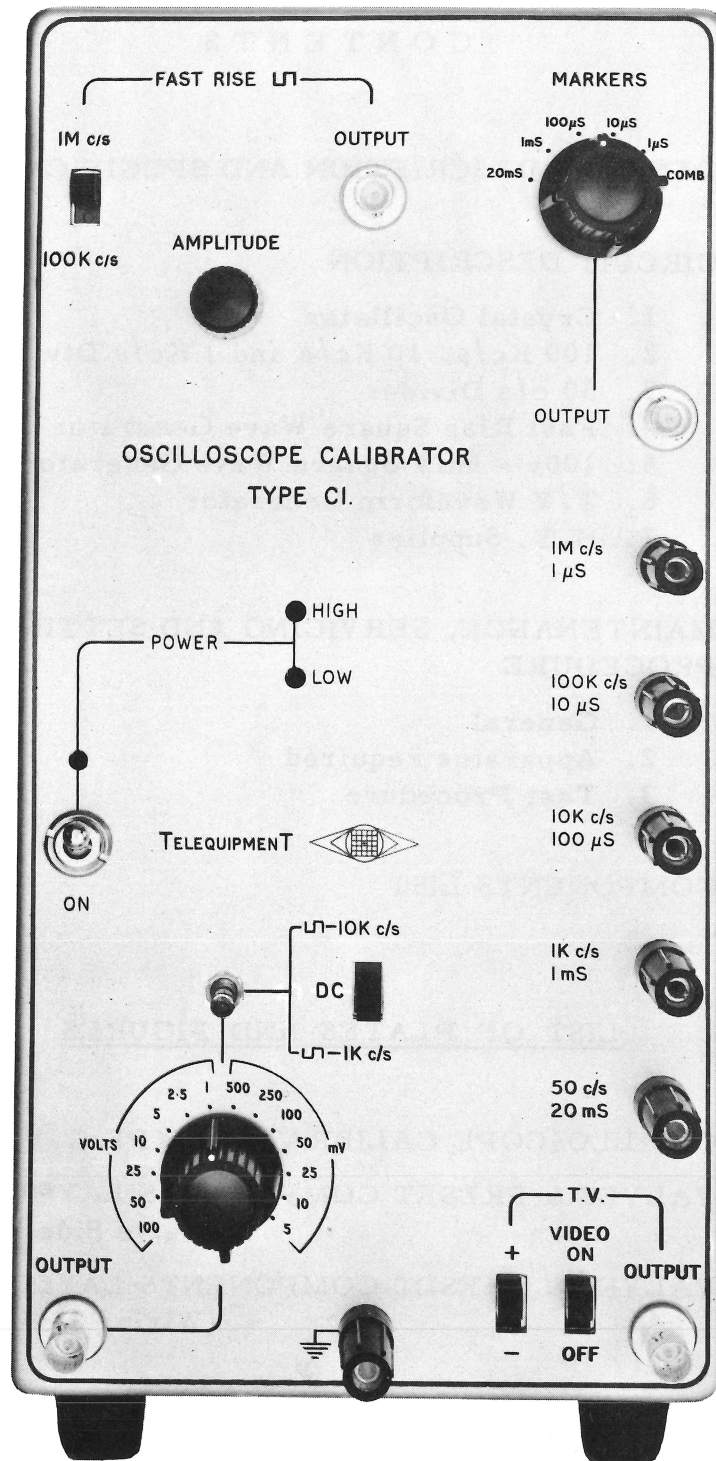 FAST RISE
MARKERS
1M c/s
OUTPUT
100K c/s
AMPLITUDE
20mS
1mS
100µS
10µS
1µS
COMB
OUTPUT
OSCILLOSCOPE CALIBRATOR
TYPE C1.
1M c/s
1 µS
HIGH
POWER
LOW
100K c/s
10 µS
10K c/s
100 µS
TELEQUIPMENT
ON
10K c/s
DC
1K c/s
1K c/s
1mS
50 c/s
20 mS
VOLTS
100
50
25
10
5
2.5
1
500
250
100
50
25
10
5
mV
T.V.
+
-
VIDEO
ON
OFF
OUTPUT
OUTPUT